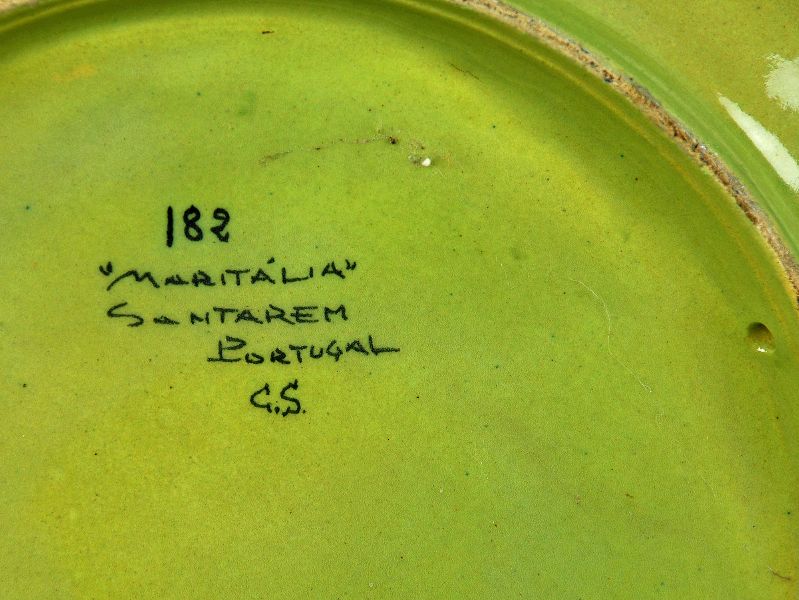 182
"MARITÁLIA"
SANTAREM
PORTUGAL
G.S.